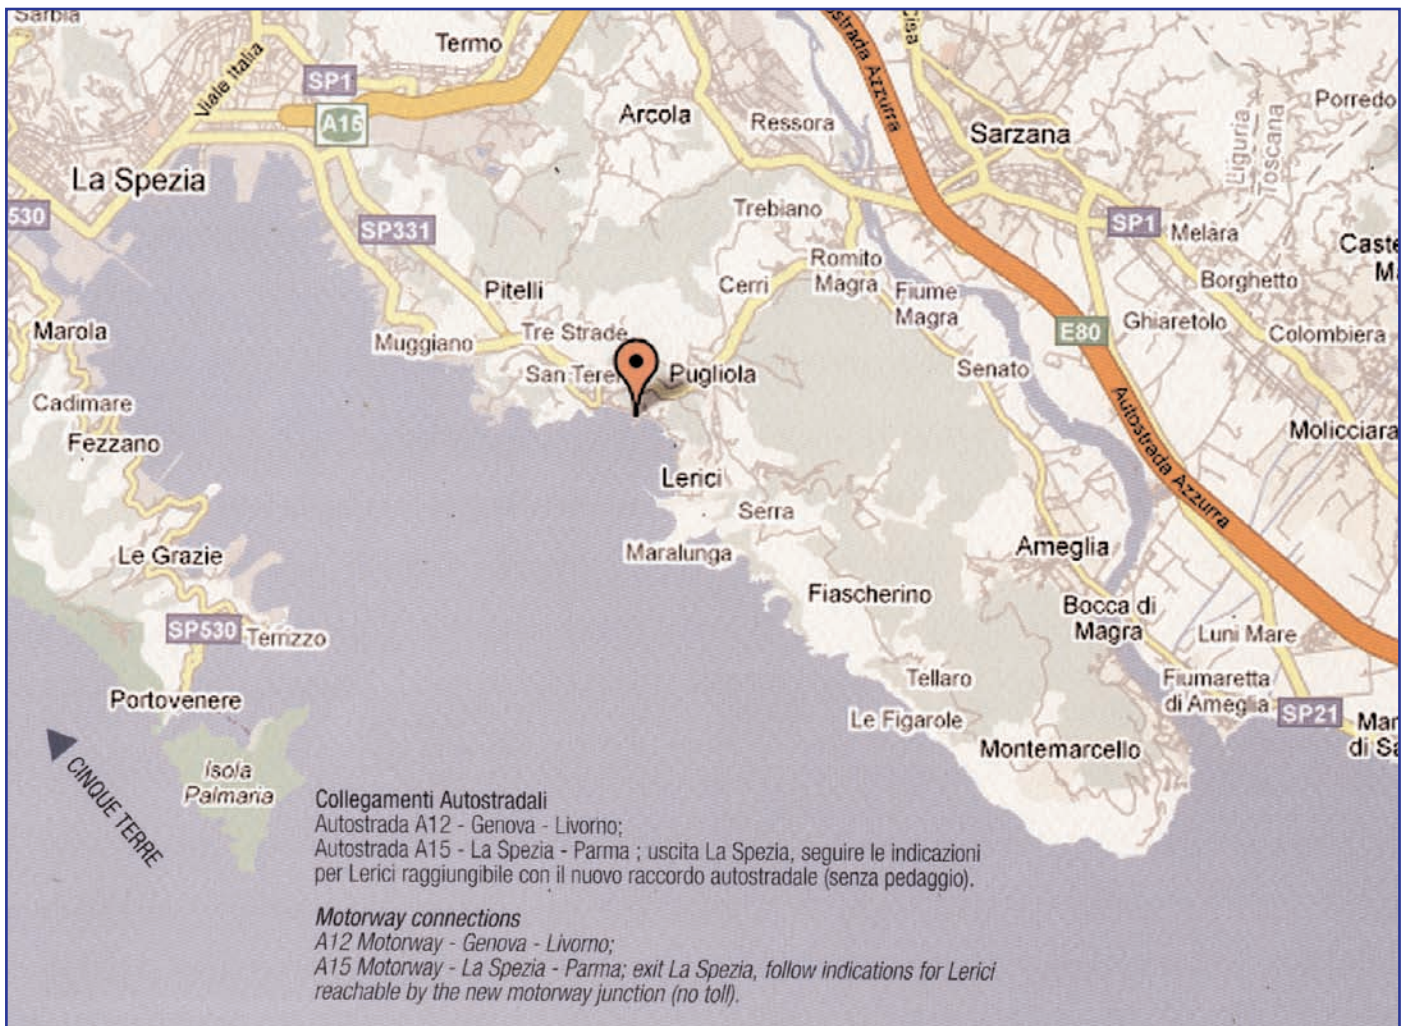 Sarbia
Termo
Viale Italia
SP1
A15
Arcola
Ressora
Autostrada Azzurra
Cisa
Sarzana
Porredo
Liguria
Toscana
La Spezia
530
SP331
Trebiano
SP1
Melara
Romito
Magra
Cerri
Borghetto
Pitelli
Fiume
Magra
Marola
Muggiano
Tre Strade
E80
Ghiaretolo
Colombiera
San Tere
Pugliola
Senato
Cadimare
Fezzano
Autostrada Azzurra
Molicciara
Lerici
Serra
Le Grazie
Maralunga
Ameglia
Fiascherino
Bocca di
Magra
SP530
Terrizzo
Luni Mare
Portovenere
Tellaro
Fiumaretta
di Ameglia
SP21
Le Figarole
Montemarcello
CINQUE TERRE
Isola
Palmaria
Collegamenti Autostradali
Autostrada A12 - Genova - Livorno;
Autostrada A15 - La Spezia - Parma ; uscita La Spezia, seguire le indicazioni
per Lerici raggiungibile con il nuovo raccordo autostradale (senza pedaggio).
Motorway connections
A12 Motorway - Genova - Livorno;
A15 Motorway - La Spezia - Parma; exit La Spezia, follow indications for Lerici
reachable by the new motorway junction (no toll).